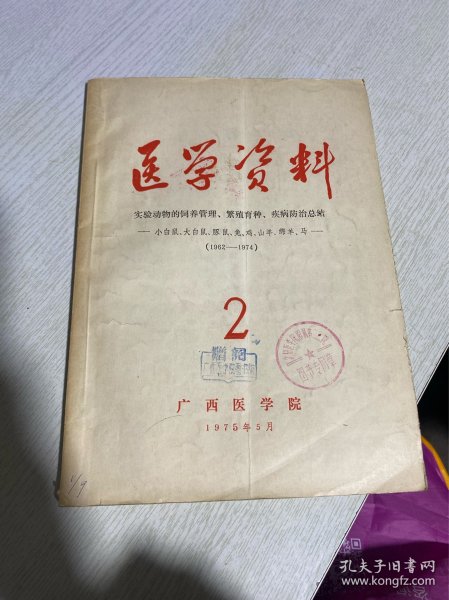 医学资料
实验动物的饲养管理、繁殖育种、疾病防治总结
——小白鼠、大白鼠、豚鼠、兔、鸡、山羊、绵羊、马——
(1962——1974)
2
赠阅
广西医学院
1975年5月
1/9
孔夫子旧书网
www.kongfz.com